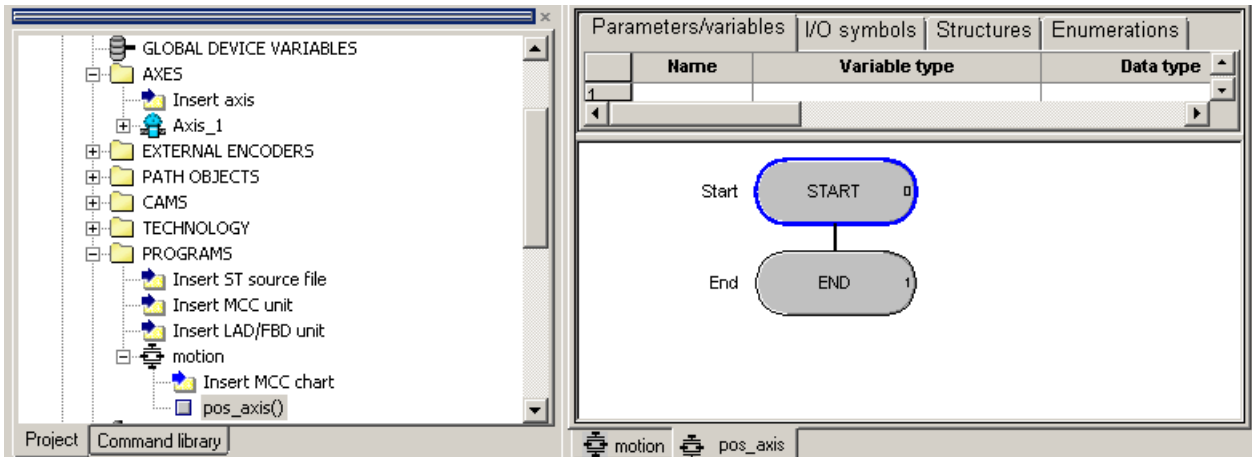 GLOBAL DEVICE VARIABLES
AXES
Insert axis
Axis_1
EXTERNAL ENCODERS
PATH OBJECTS
CAMS
TECHNOLOGY
PROGRAMS
Insert ST source file
Insert MCC unit
Insert LAD/FBD unit
motion
Insert MCC chart
pos_axis()
Project Command library
Parameters/variables I/O symbols Structures Enumerations
Name Variable type Data type
1
Start START 0
End END 1
motion pos_axis